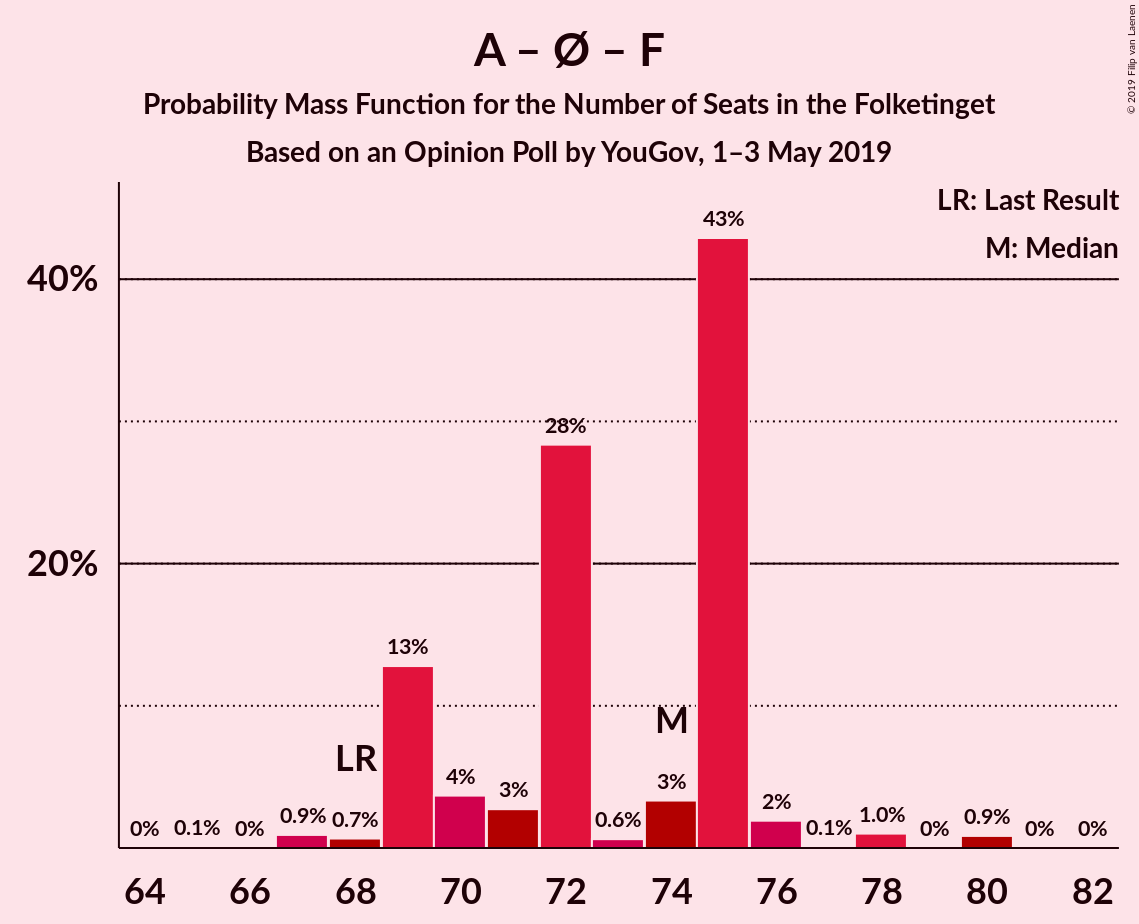 A – Ø – F
Probability Mass Function for the Number of Seats in the Folketinget
Based on an Opinion Poll by YouGov, 1–3 May 2019
© 2019 Filip van Laenen
LR: Last Result
M: Median
40%
20%
0%
0.1%
0%
0.9%
0.7%
LR
13%
4%
3%
28%
0.6%
3%
M
43%
2%
0.1%
1.0%
0%
0.9%
0%
0%
64 66 68 70 72 74 76 78 80 82